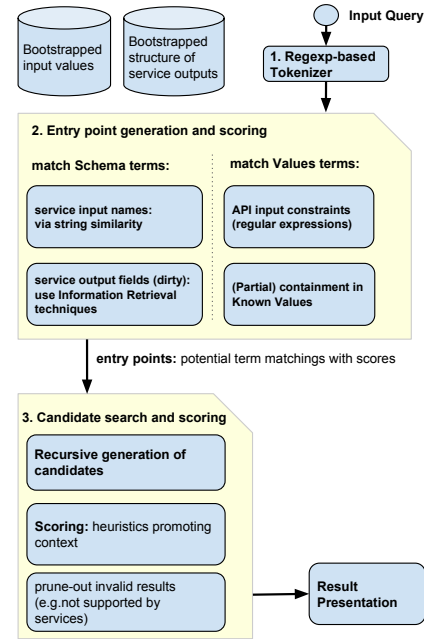 Bootstrapped
input values
Bootstrapped
structure of
service outputs
Input Query
1. Regexp-based
Tokenizer
2. Entry point generation and scoring
match Schema terms:
match Values terms:
service input names:
via string similarity
API input constraints
(regular expressions)
service output fields (dirty):
use Information Retrieval
techniques
(Partial) containment in
Known Values
entry points: potential term matchings with scores
3. Candidate search and scoring
Recursive generation of
candidates
Scoring: heuristics promoting
context
prune-out invalid results
(e.g.not supported by
services)
Result
Presentation